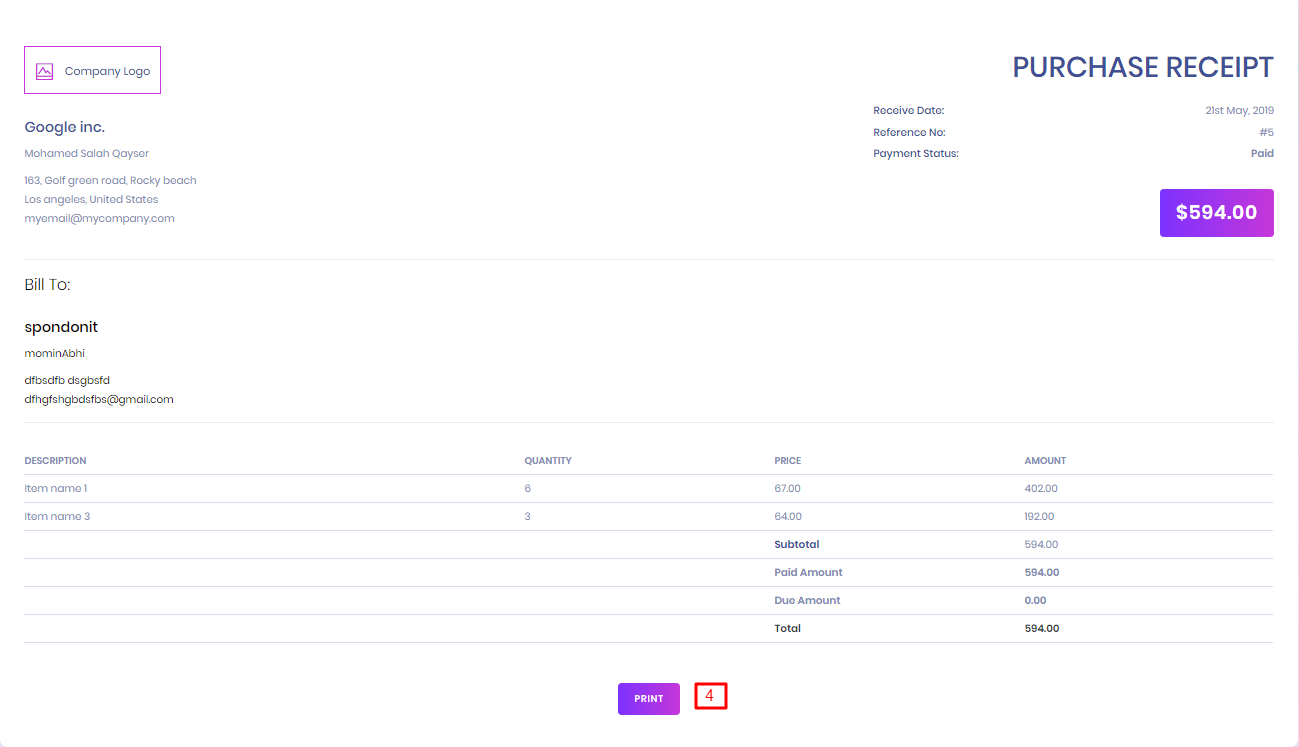 Company Logo
PURCHASE RECEIPT
Google inc.
Mohamed Salah Qayser
163, Golf green road, Rocky beach
Los angeles, United States
myemail@mycompany.com
Receive Date: 21st May, 2019
Reference No: #5
Payment Status: Paid
$594.00
Bill To:
spondonit
mominAbhi
dfbsdfb dsgbsfd
dfhgfshgbdsfbs@gmail.com
DESCRIPTION QUANTITY PRICE AMOUNT
Item name 1 6 67.00 402.00
Item name 3 3 64.00 192.00
Subtotal 594.00
Paid Amount 594.00
Due Amount 0.00
Total 594.00
PRINT 4